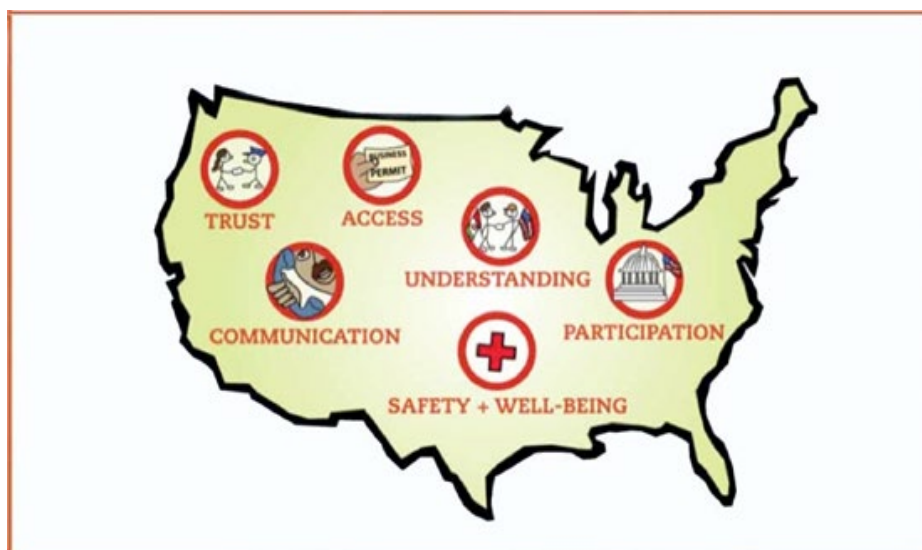 BUSINESS
PERMIT
TRUST
ACCESS
UNDERSTANDING
COMMUNICATION
PARTICIPATION
SAFETY + WELL-BEING